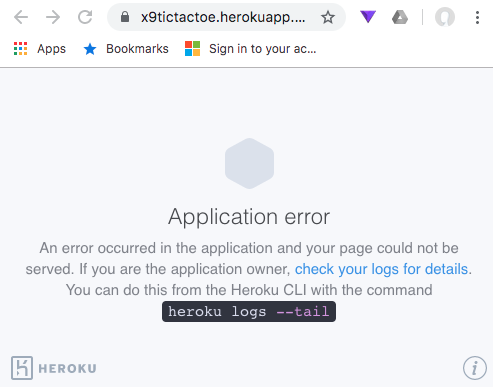 x9tictactoe.herokuapp....
Apps Bookmarks Sign in to your ac...
Application error
An error occurred in the application and your page could not be
served. If you are the application owner, check your logs for details.
You can do this from the Heroku CLI with the command
heroku logs --tail
HEROKU